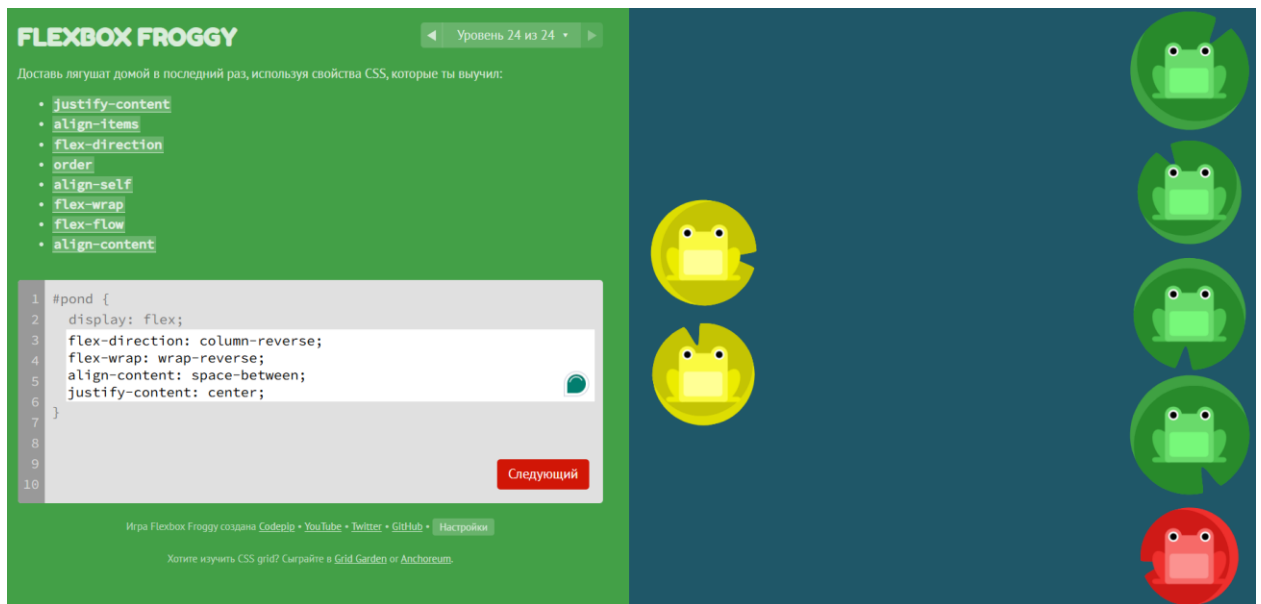 FLEXBOX FROGGY
◀ Уровень 24 из 24 ▾ ▶
Доставь лягушат домой в последний раз, используя свойства CSS, которые ты выучил:
• justify-content
• align-items
• flex-direction
• order
• align-self
• flex-wrap
• flex-flow
• align-content
1 #pond {
2 display: flex;
3 flex-direction: column-reverse;
4 flex-wrap: wrap-reverse;
5 align-content: space-between;
6 justify-content: center;
7 }
8
9
10
Следующий
Игра Flexbox Froggy создана Codepip • YouTube • Twitter • GitHub • Настройки
Хотите изучить CSS grid? Сыграйте в Grid Garden or Anchoreum.